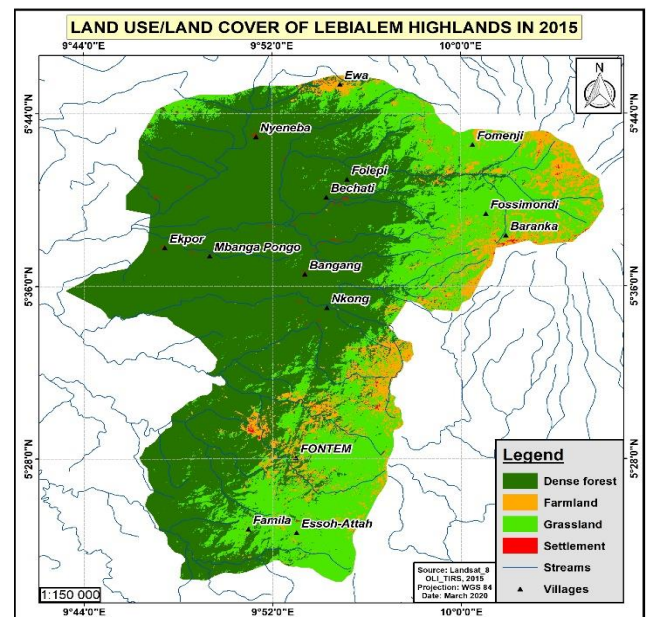 LAND USE/LAND COVER OF LEBIALEM HIGHLANDS IN 2015
9°44'0"E 9°52'0"E 10°0'0"E
N
Ewa
5°44'0"N 5°44'0"N
Nyeneba
Fomenji
Folepi
Bechati
Fossimondi
Baranka
Ekpor
Mbanga Pongo
Bangang
5°36'0"N 5°36'0"N
Nkong
5°28'0"N 5°28'0"N
FONTEM
Famila
Essoh-Attah
Legend
Dense forest
Farmland
Grassland
Settlement
Streams
Villages
Source: Landsat_8
OLI_TIRS, 2015
Projection: WGS 84
Date: March 2020
1:150 000
9°44'0"E 9°52'0"E 10°0'0"E